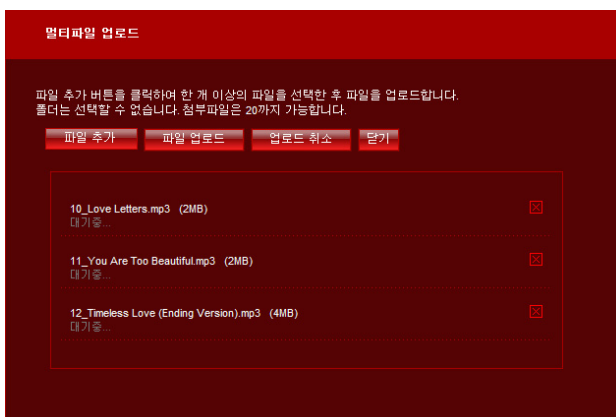 멀티파일 업로드
파일 추가 버튼을 클릭하여 한 개 이상의 파일을 선택한 후 파일을 업로드합니다.
폴더는 선택할 수 없습니다. 첨부파일은 20까지 가능합니다.
파일 추가 파일 업로드 업로드 취소 닫기
10_Love Letters.mp3 (2MB)
대기중...
11_You Are Too Beautiful.mp3 (2MB)
대기중...
12_Timeless Love (Ending Version).mp3 (4MB)
대기중...